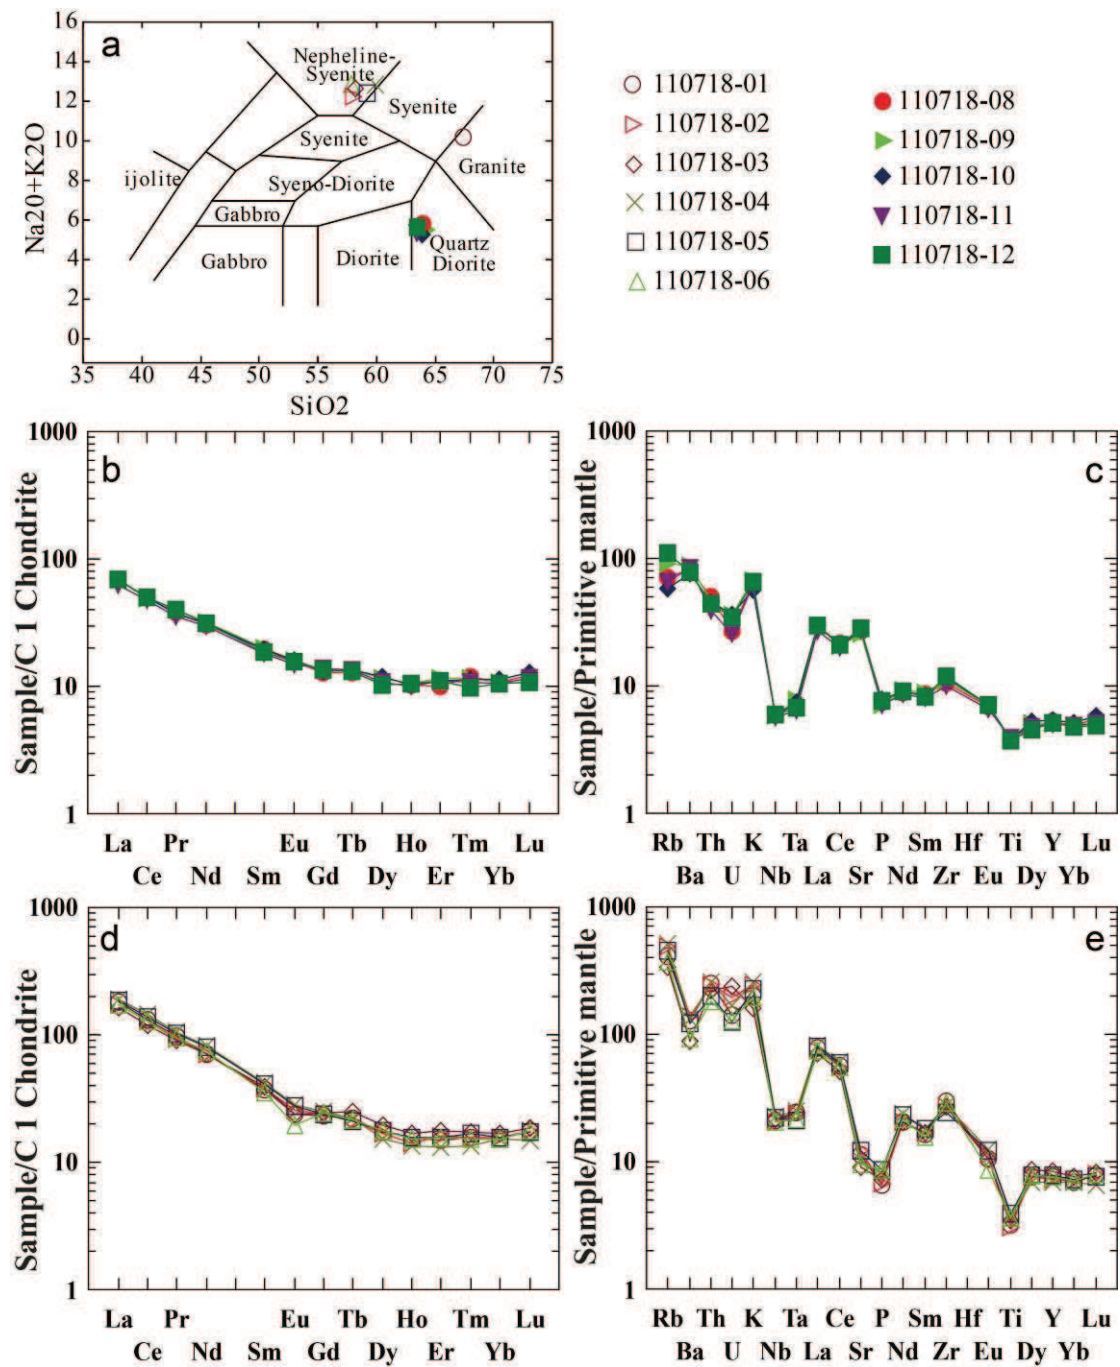 a
16
14
12
10
8
6
4
2
0
Na20+K2O
35
40
45
50
55
60
65
70
75
SiO2
Nepheline-
Syenite
Syenite
Syenite
Granite
ijolite
Syeno-Diorite
Gabbro
Gabbro
Diorite
Quartz
Diorite
110718-01
110718-02
110718-03
110718-04
110718-05
110718-06
110718-08
110718-09
110718-10
110718-11
110718-12
b
1000
100
10
1
Sample/C 1 Chondrite
La Pr Eu Tb Ho Tm Lu
Ce Nd Sm Gd Dy Er Yb
c
1000
100
10
1
Sample/Primitive mantle
Rb Th K Ta Ce P Sm Hf Ti Y Lu
Ba U Nb La Sr Nd Zr Eu Dy Yb
d
1000
100
10
1
Sample/C 1 Chondrite
La Pr Eu Tb Ho Tm Lu
Ce Nd Sm Gd Dy Er Yb
e
1000
100
10
1
Sample/Primitive mantle
Rb Th K Ta Ce P Sm Hf Ti Y Lu
Ba U Nb La Sr Nd Zr Eu Dy Yb